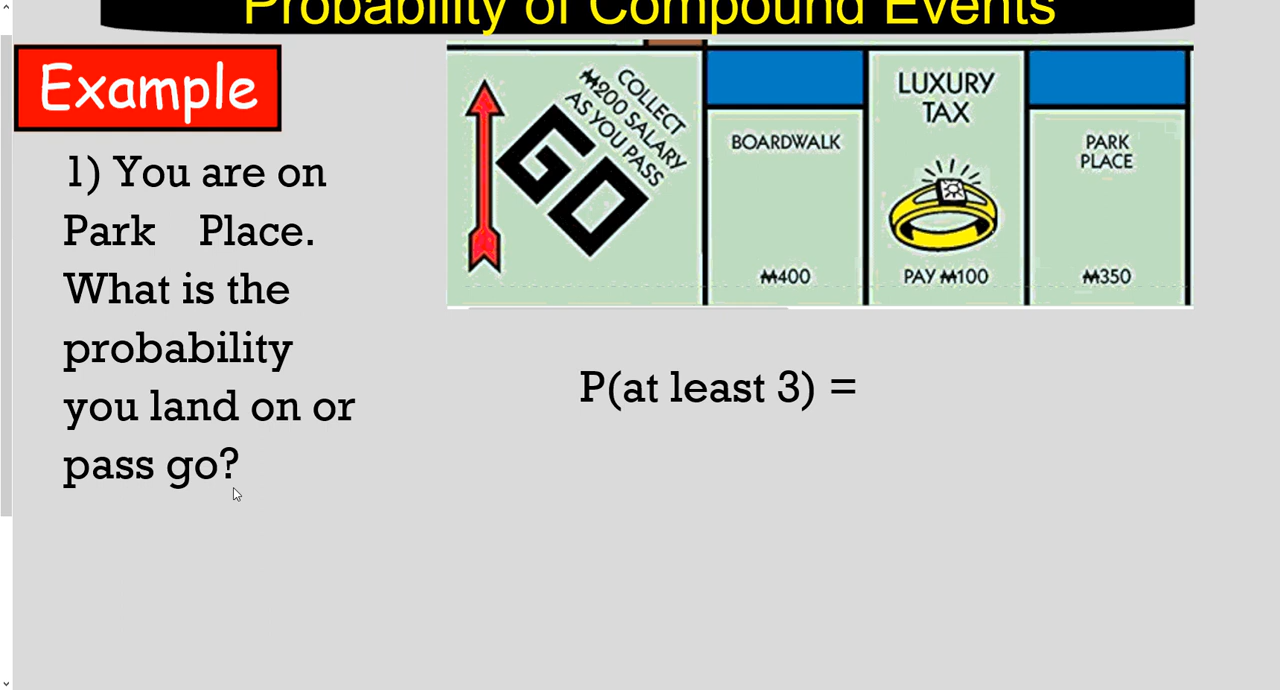 Probability of Compound Events
Example
1) You are on
Park Place.
What is the
probability
you land on or
pass go?
COLLECT
₩200 SALARY
AS YOU PASS
GO
BOARDWALK
₩400
LUXURY
TAX
PAY ₩100
PARK
PLACE
₩350
P(at least 3) =